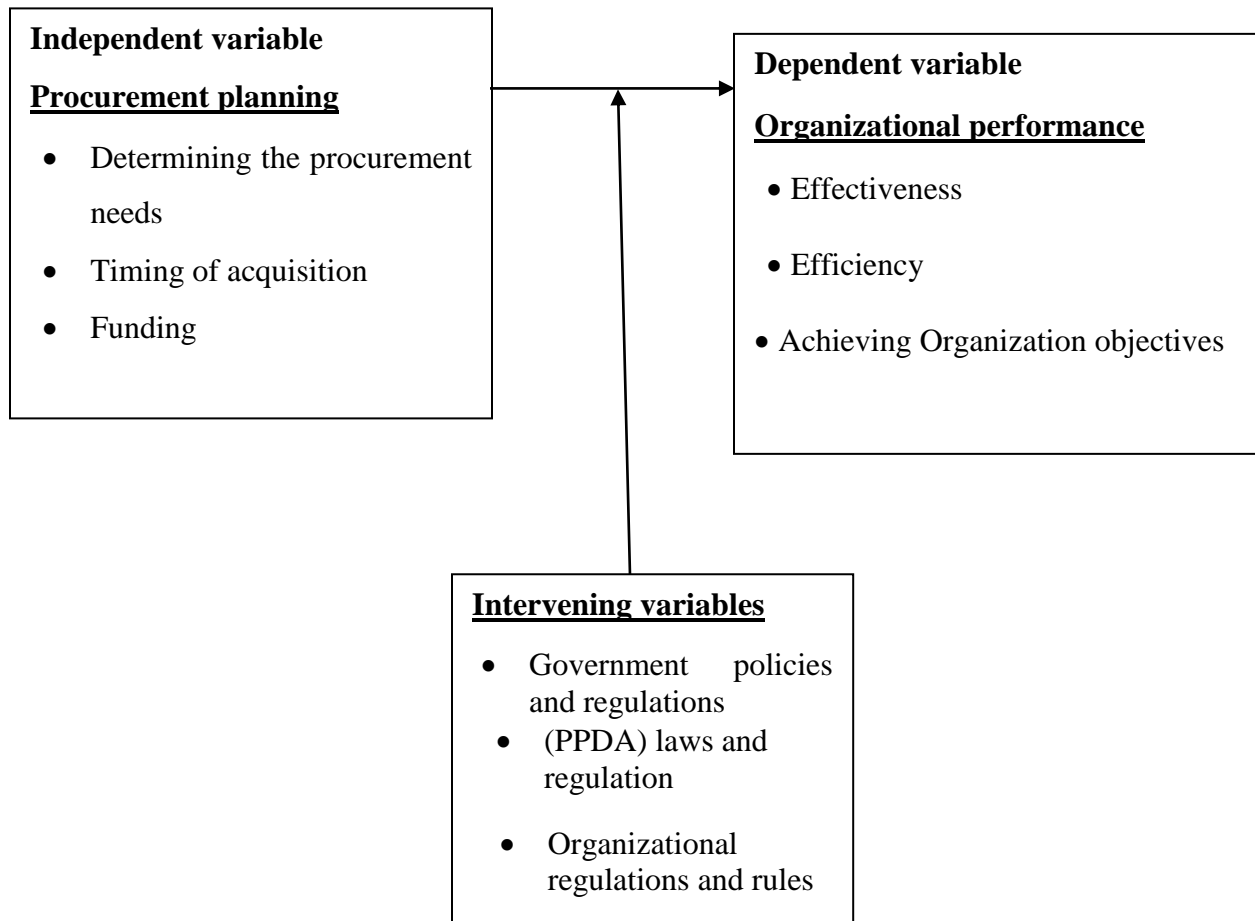 Independent variable
Procurement planning
• Determining the procurement
needs
• Timing of acquisition
• Funding
Dependent variable
Organizational performance
• Effectiveness
• Efficiency
• Achieving Organization objectives
Intervening variables
• Government policies
and regulations
• (PPDA) laws and
regulation
• Organizational
regulations and rules